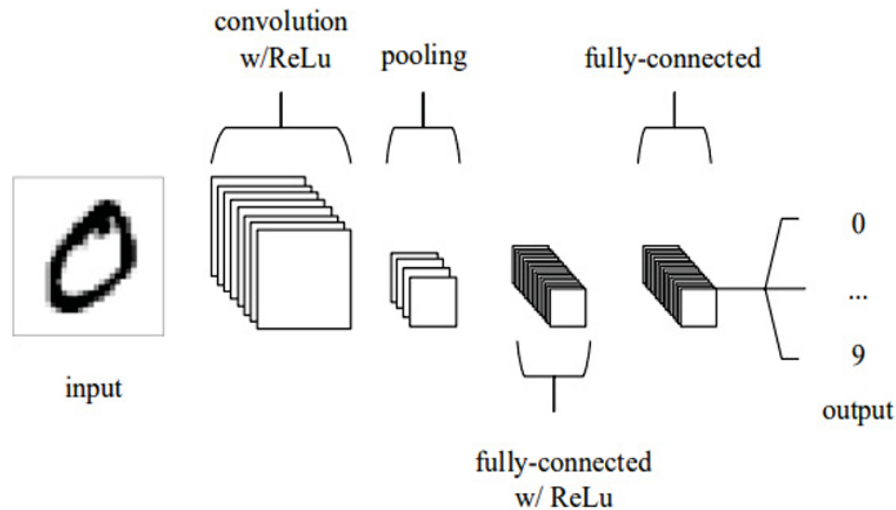 convolution
w/ReLu
pooling
fully-connected
0
...
9
input
output
fully-connected
w/ ReLu